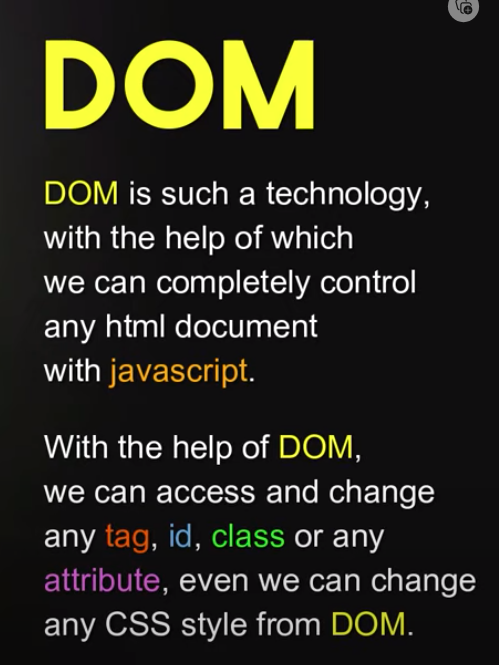 DOM
DOM is such a technology,
with the help of which
we can completely control
any html document
with javascript.
With the help of DOM,
we can access and change
any tag, id, class or any
attribute, even we can change
any CSS style from DOM.